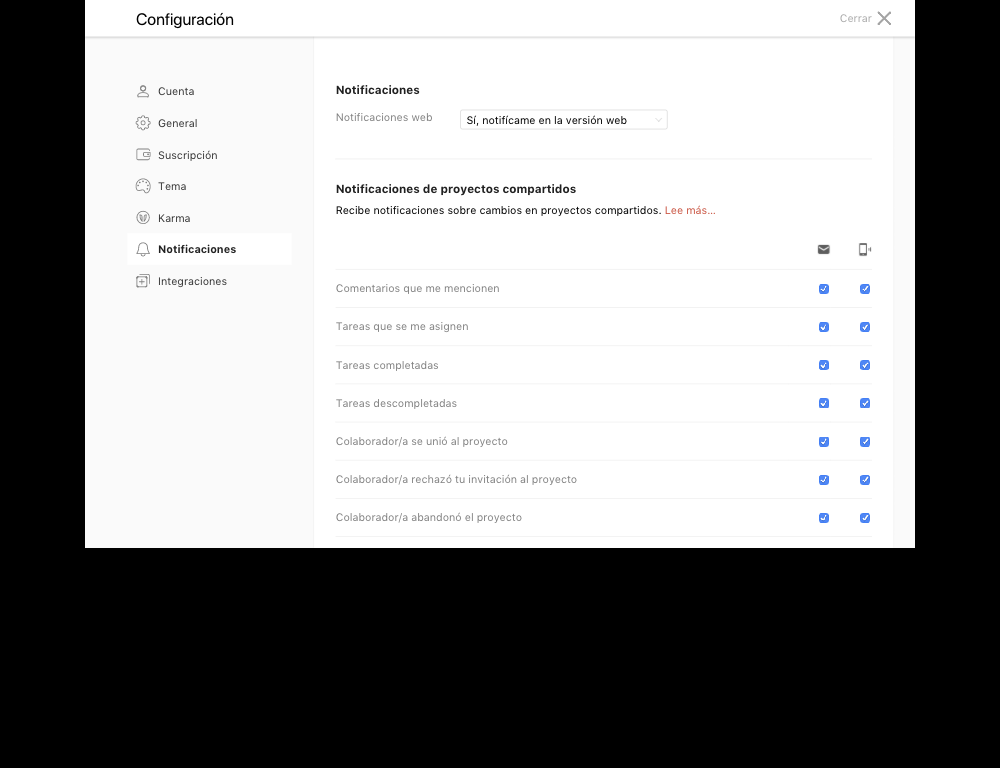 Configuración
Cerrar
Cuenta
General
Suscripción
Tema
Karma
Notificaciones
Integraciones
Notificaciones
Notificaciones web
Sí, notifícame en la versión web
Notificaciones de proyectos compartidos
Recibe notificaciones sobre cambios en proyectos compartidos. Lee más...
Comentarios que me mencionen
Tareas que se me asignen
Tareas completadas
Tareas descompletadas
Colaborador/a se unió al proyecto
Colaborador/a rechazó tu invitación al proyecto
Colaborador/a abandonó el proyecto